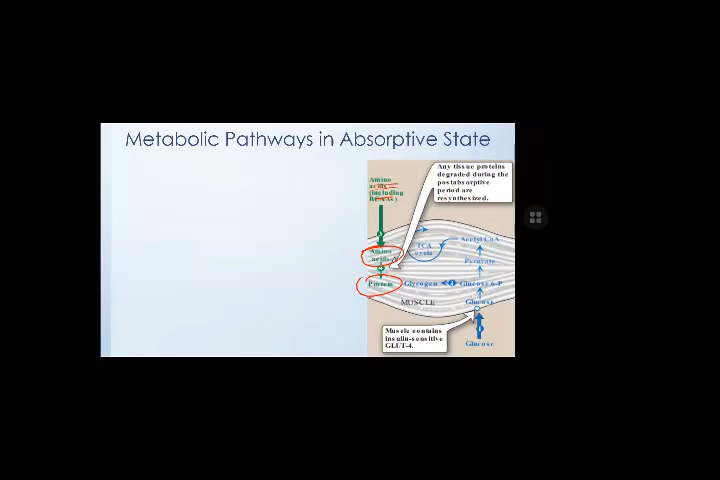 Metabolic Pathways in Absorptive State
Any tissue proteins
degraded during the
postabsorptive
period are
resynthesized.
Amino
acids
(including
BCAAs)
Amino
acids
Protein
TCA
cycle
Acetyl CoA
Pyruvate
Glycogen
Glucose 6-P
MUSCLE
Glucose
Muscle contains
insulin-sensitive
GLUT-4.
Glucose